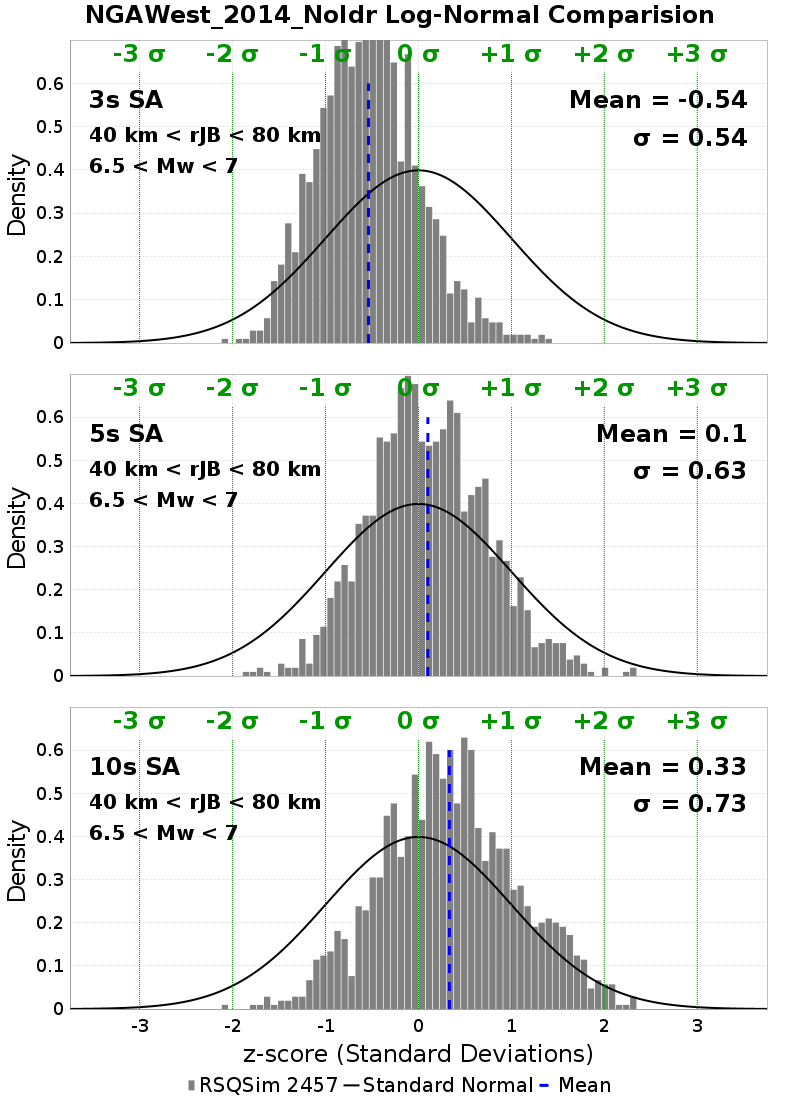 NGAWest_2014_NoIdr Log-Normal Comparision
-3 σ -2 σ -1 σ 0 σ +1 σ +2 σ +3 σ
0.6
3s SA Mean = -0.54
0.5
40 km < rJB < 80 km σ = 0.54
6.5 < Mw < 7
0.4
0.3
0.2
0.1
0
Density
-3 σ -2 σ -1 σ 0 σ +1 σ +2 σ +3 σ
0.6
5s SA Mean = 0.1
0.5
40 km < rJB < 80 km σ = 0.63
6.5 < Mw < 7
0.4
0.3
0.2
0.1
0
Density
-3 σ -2 σ -1 σ 0 σ +1 σ +2 σ +3 σ
0.6
10s SA Mean = 0.33
0.5
40 km < rJB < 80 km σ = 0.73
6.5 < Mw < 7
0.4
0.3
0.2
0.1
0
Density
-3 -2 -1 0 1 2 3
z-score (Standard Deviations)
RSQSim 2457 Standard Normal Mean